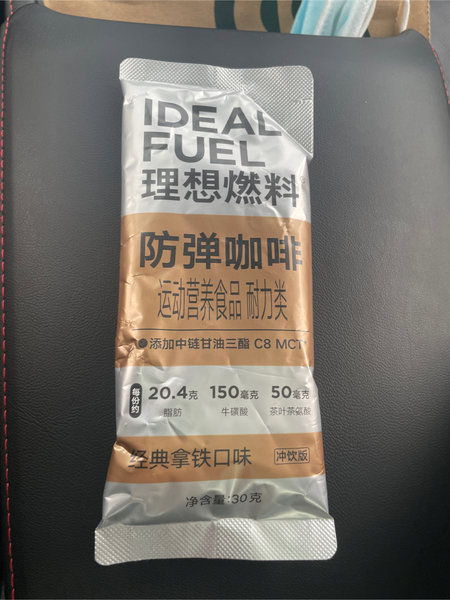 IDEAL
FUEL
理想燃料
防弹咖啡
运动营养食品 耐力类
添加中链甘油三酯 C8 MCT
每份约
20.4克 150毫克 50毫克
脂肪 牛磺酸 茶叶茶氨酸
经典拿铁口味 冲饮版
净含量:30克